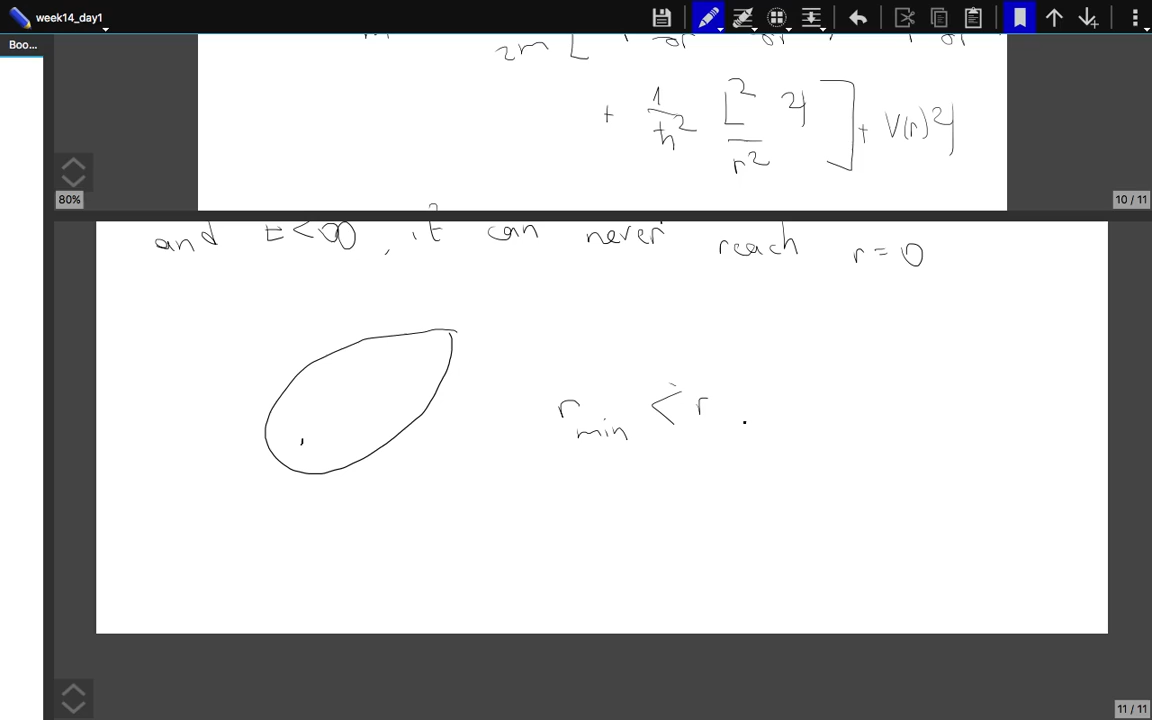 week14_day1
Boo...
2m [
+ 1/ħ² L²/r² ψ ] + V(r) ψ
80%
10 / 11
and E < ∞, it can never reach r = 0
r_min < r
11 / 11